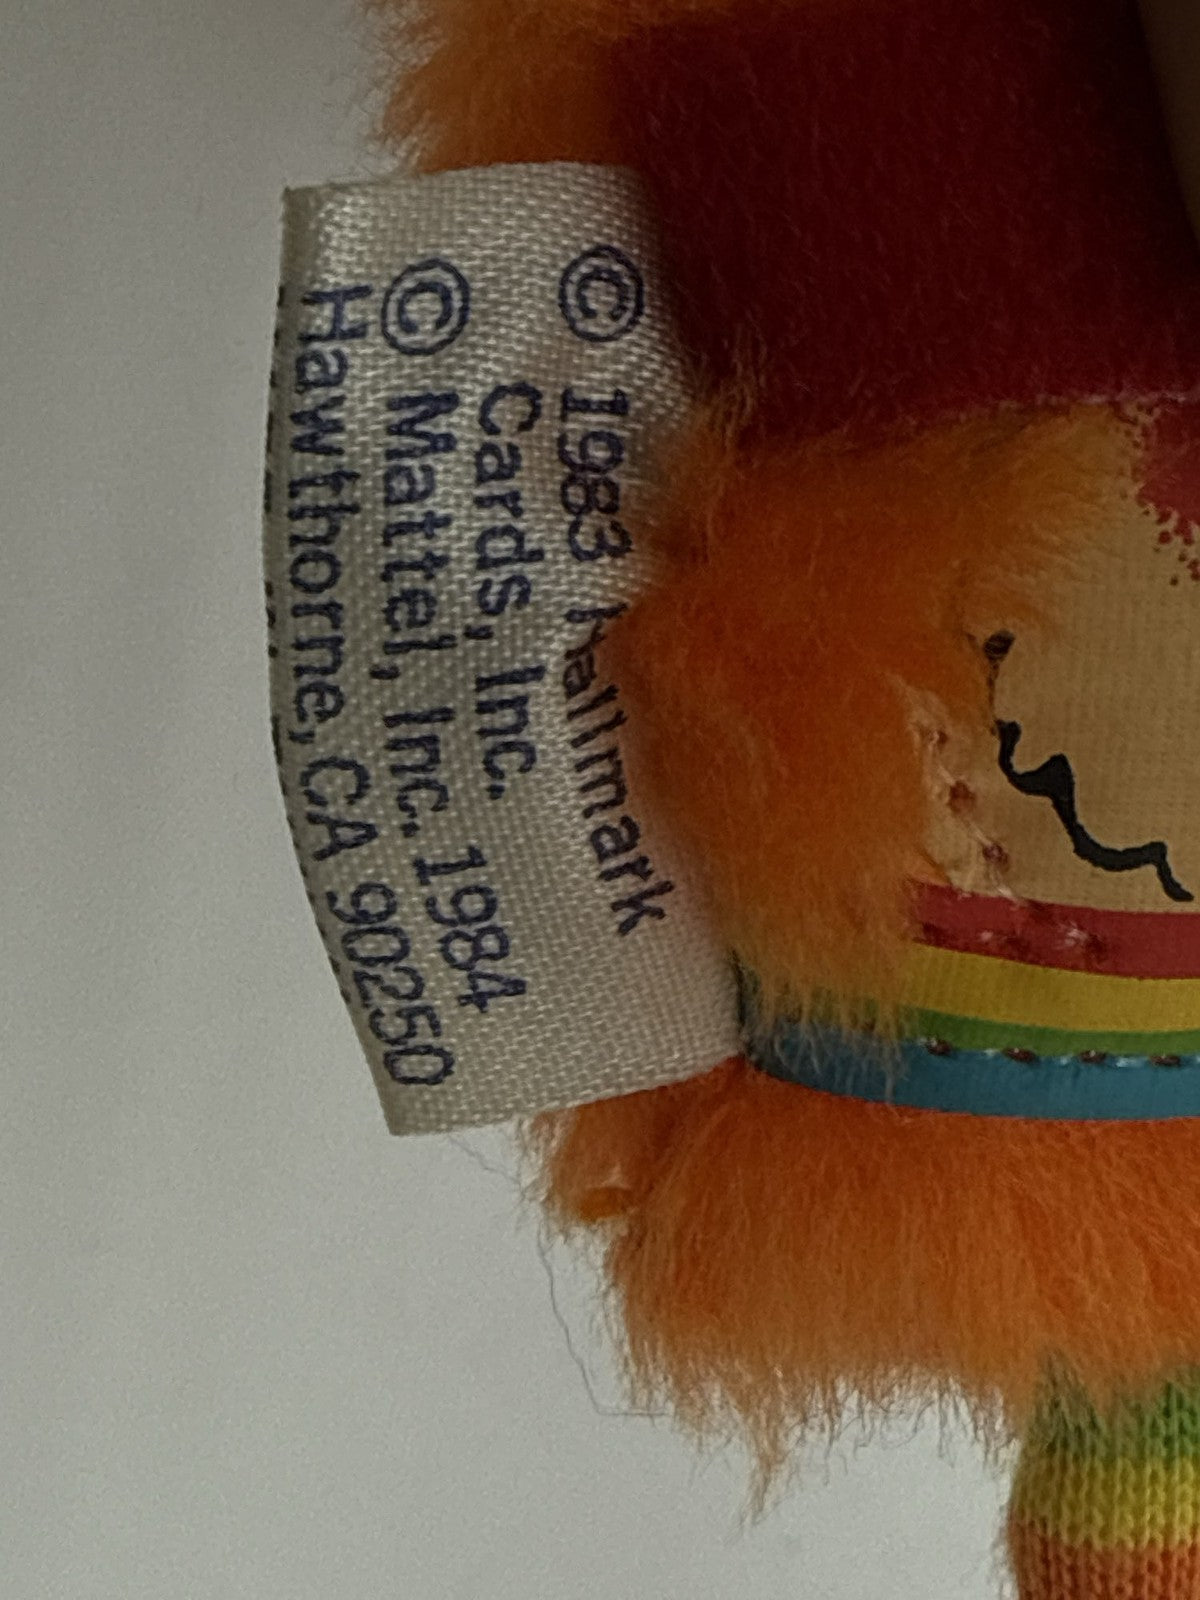 © 1983 Hallmark
Cards, Inc.
© Mattel, Inc. 1984
Hawthorne, CA 90250